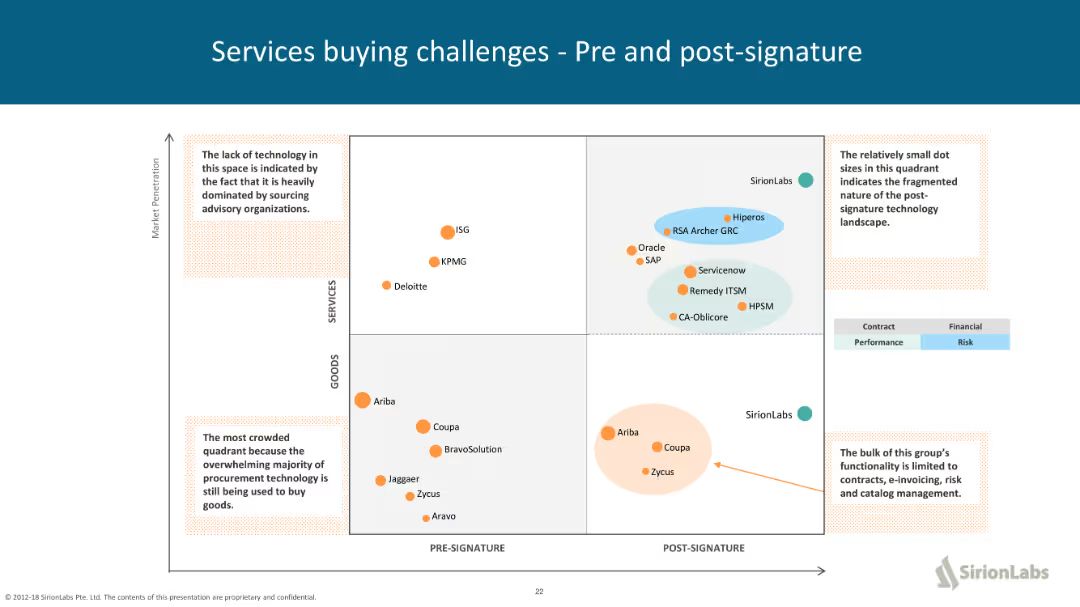 Services buying challenges - Pre and post-signature
Market Penetration
The lack of technology in
this space is indicated by
the fact that it is heavily
dominated by sourcing
advisory organizations.
ISG
KPMG
Deloitte
SERVICES
SirionLabs
Hiperos
RSA Archer GRC
Oracle
SAP
Servicenow
Remedy ITSM
HPSM
CA-Oblicore
The relatively small dot
sizes in this quadrant
indicates the fragmented
nature of the post-
signature technology
landscape.
Contract Financial
Performance Risk
GOODS
Ariba
Coupa
BravoSolution
Jaggaer
Zycus
Aravo
The most crowded
quadrant because the
overwhelming majority of
procurement technology is
still being used to buy
goods.
SirionLabs
Ariba
Coupa
Zycus
The bulk of this group's
functionality is limited to
contracts, e-invoicing, risk
and catalog management.
PRE-SIGNATURE
POST-SIGNATURE
SirionLabs
22
© 2012-18 SirionLabs Pte. Ltd. The contents of this presentation are proprietary and confidential.